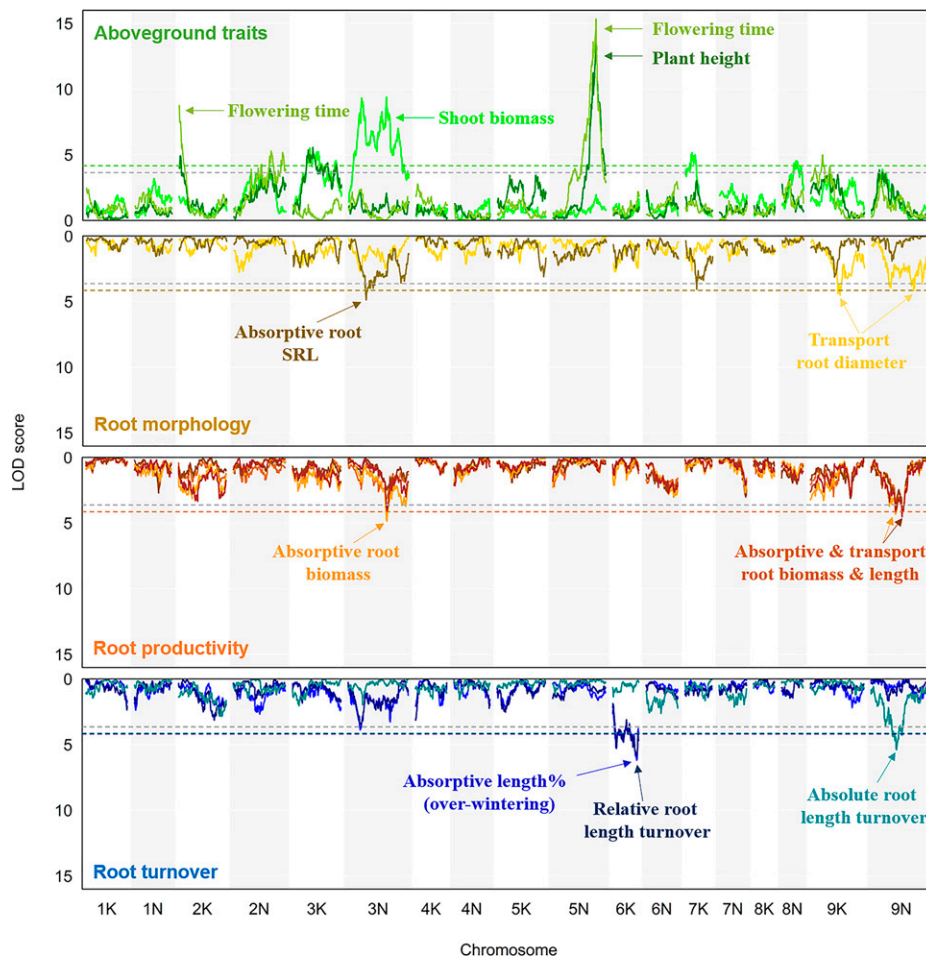 15
Aboveground traits
Flowering time
Plant height
10
Flowering time
Shoot biomass
5
0
0
5
Absorptive root
SRL
Transport
root diameter
10
Root morphology
15
LOD score
0
5
Absorptive root
biomass
Absorptive & transport
root biomass & length
10
Root productivity
15
0
5
Absorptive length%
(over-wintering)
Relative root
length turnover
Absolute root
length turnover
10
Root turnover
15
1K 1N 2K 2N 3K 3N 4K 4N 5K 5N 6K 6N 7K 7N 8K 8N 9K 9N
Chromosome